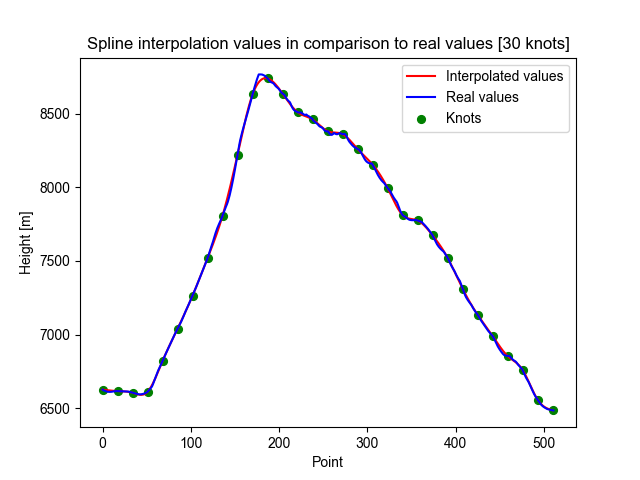 Spline interpolation values in comparison to real values [30 knots]
Interpolated values
Real values
Knots
Height [m]
8500
8000
7500
7000
6500
0 100 200 300 400 500
Point